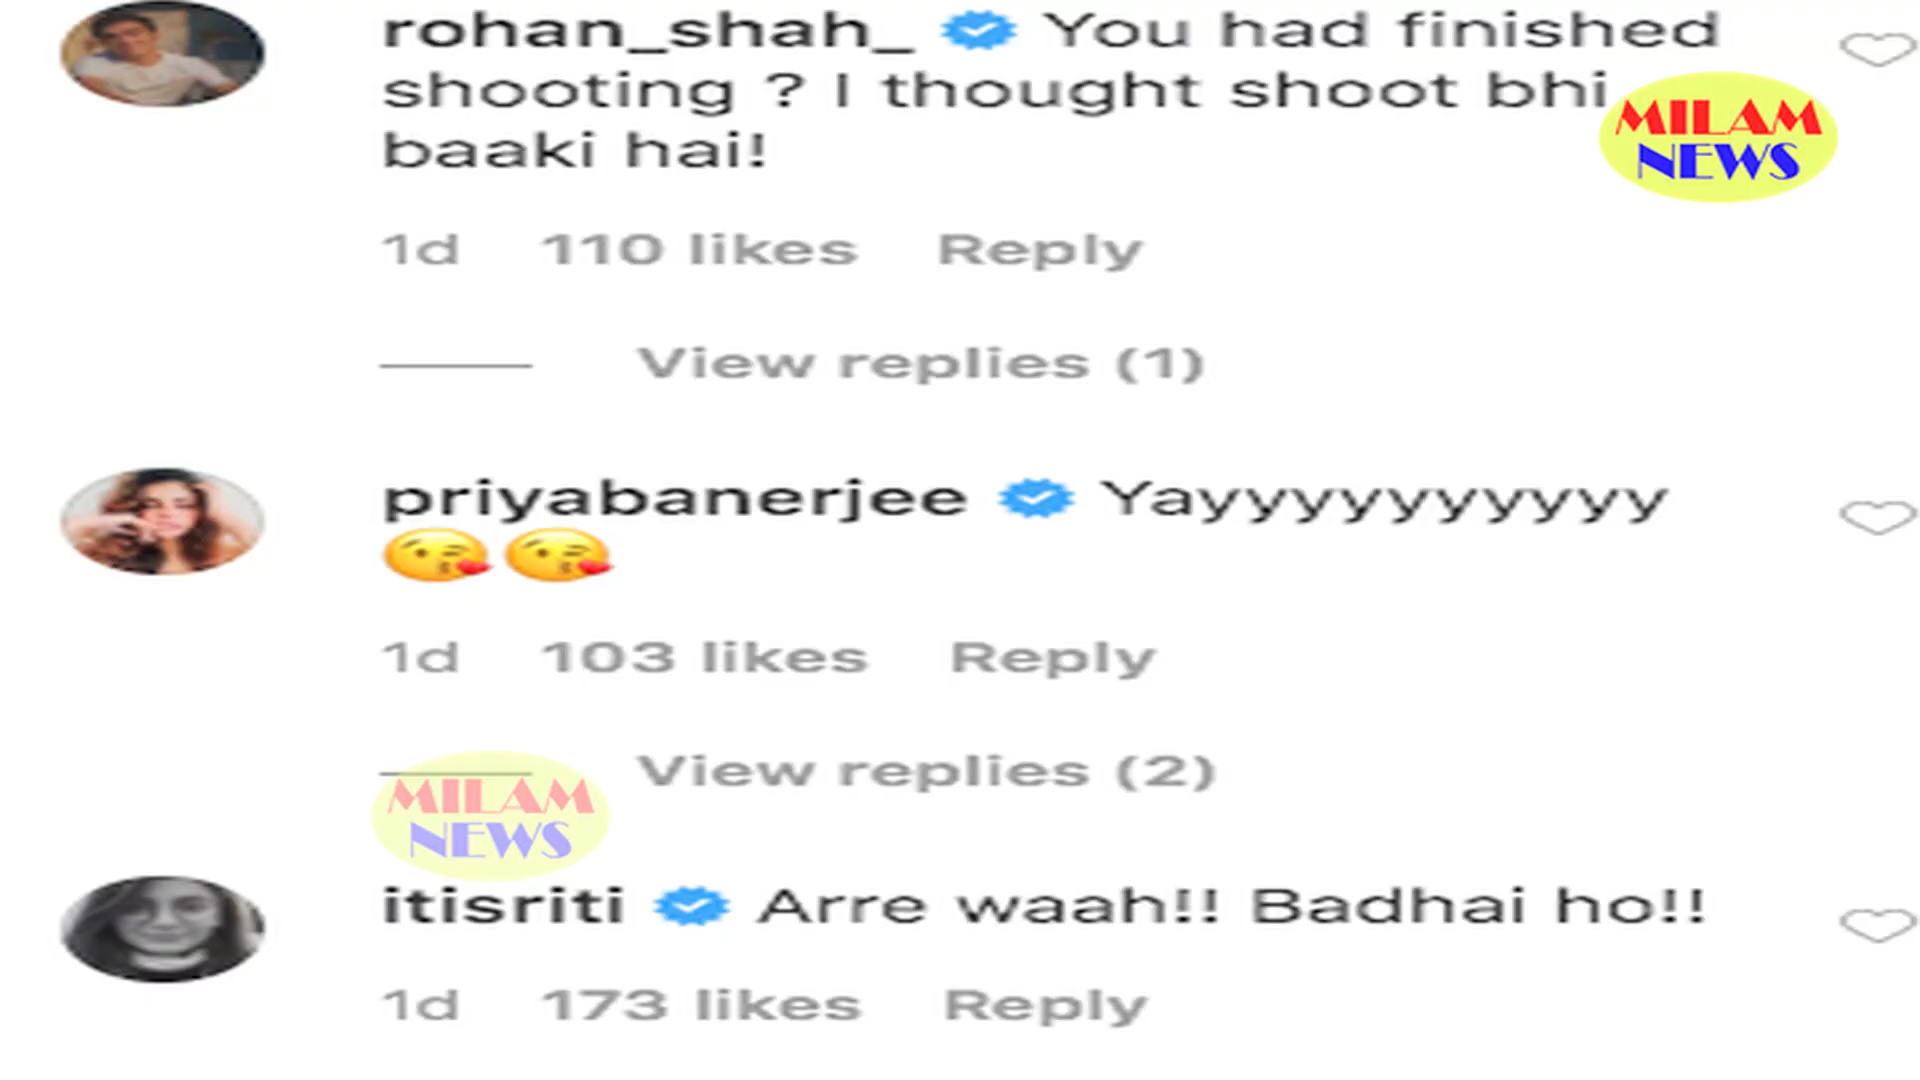 rohan_shah_ You had finished
shooting ? I thought shoot bhi
baaki hai!
MILAM
NEWS
1d 110 likes Reply
View replies (1)
priyabanerjee Yayyyyyyyyyyy
😘😘
1d 103 likes Reply
View replies (2)
MILAM
NEWS
itisriti Arre waah!! Badhai ho!!
1d 173 likes Reply